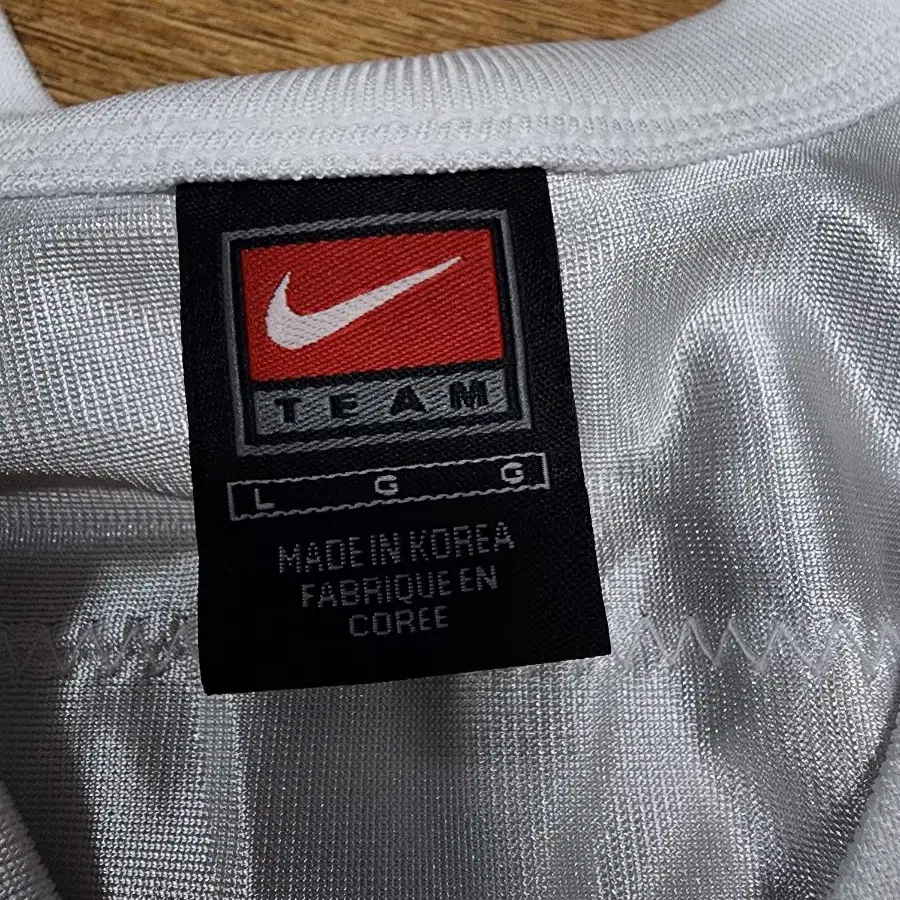 TEAM
L G G
MADE IN KOREA
FABRIQUE EN
COREE